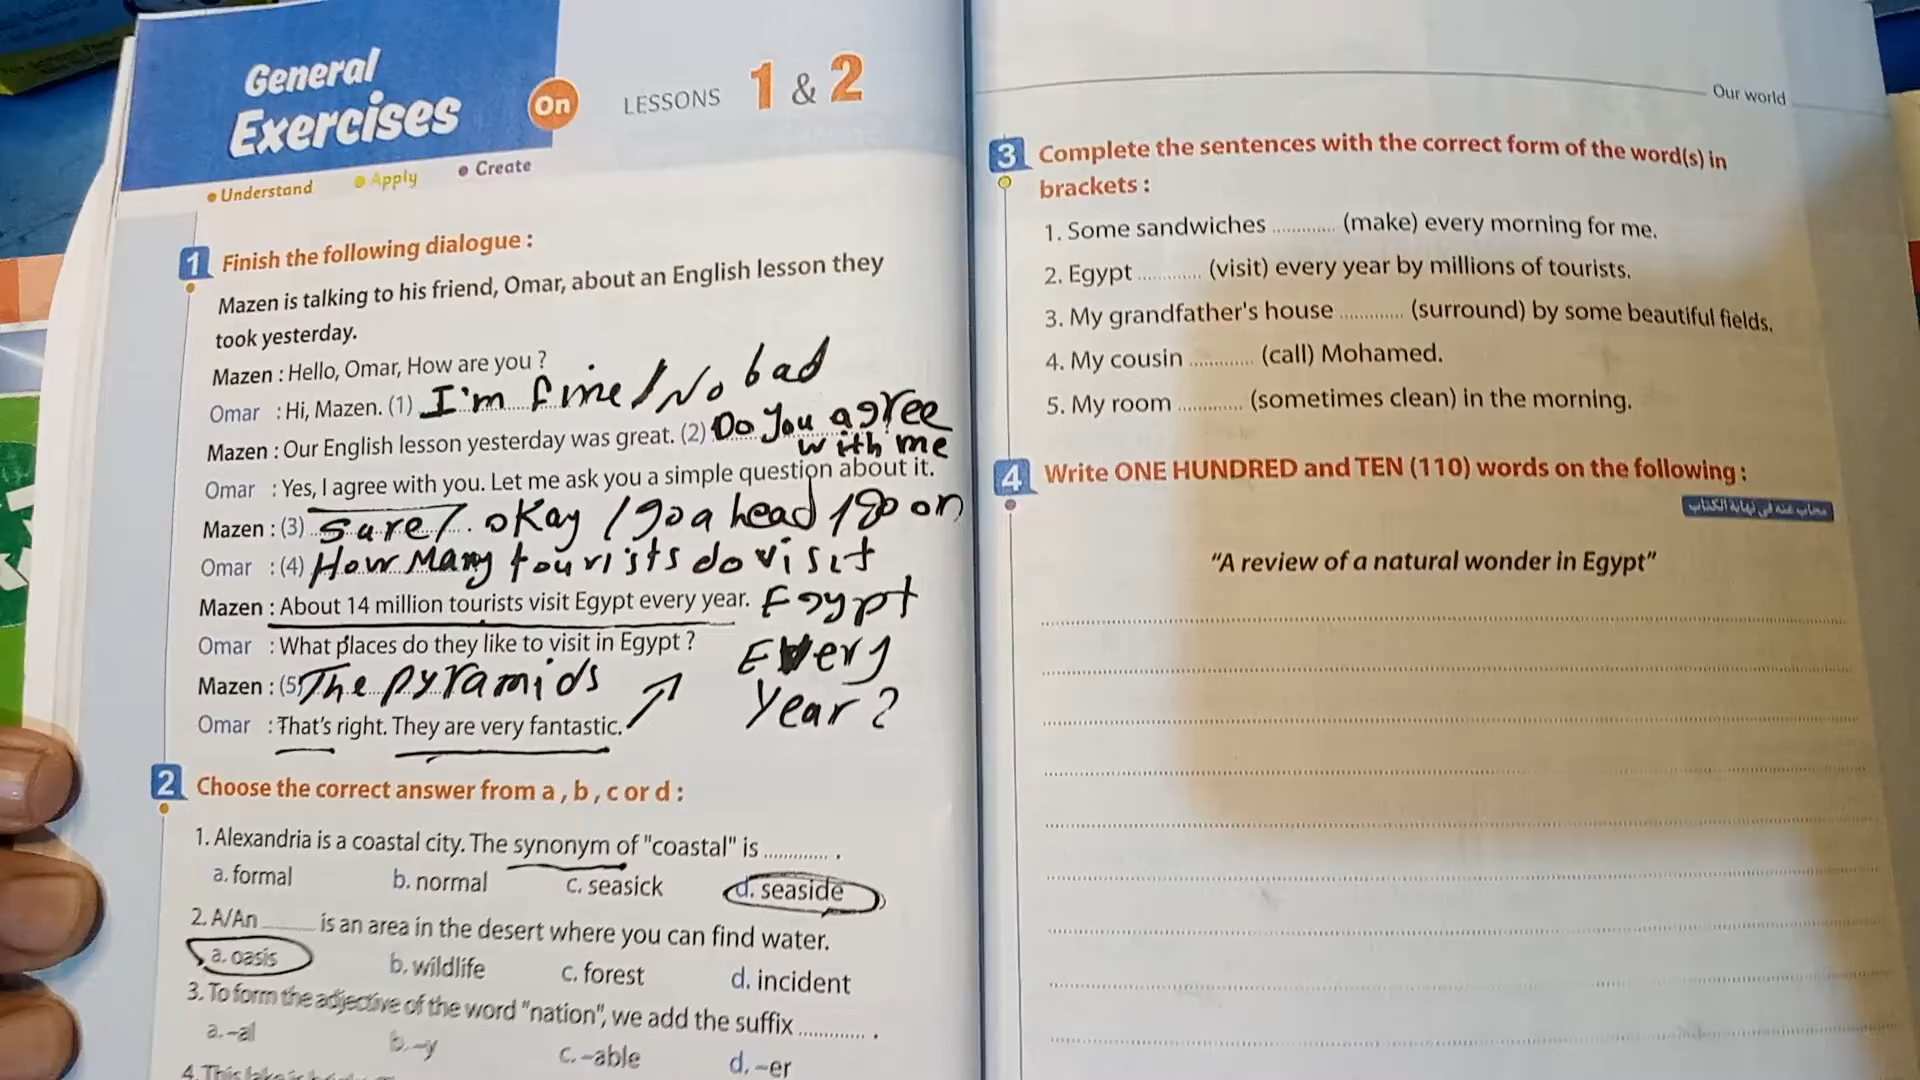 General
Exercises
On
LESSONS 1 & 2
Understand
Apply
Create
1 Finish the following dialogue :
Mazen is talking to his friend, Omar, about an English lesson they
took yesterday.
Mazen : Hello, Omar, How are you ?
Omar : Hi, Mazen. (1) I'm fine / No bad
Mazen : Our English lesson yesterday was great. (2) Do you agree
with me
Omar : Yes, I agree with you. Let me ask you a simple question about it.
Mazen : (3) sure / okay / go a head / go on
Omar : (4) How Many tourists do visit
Mazen : About 14 million tourists visit Egypt every year. Egypt
Omar : What places do they like to visit in Egypt ? Every
Mazen : (5) The pyramids year ?
Omar : That's right. They are very fantastic.
2 Choose the correct answer from a , b , c or d :
1. Alexandria is a coastal city. The synonym of "coastal" is ............. .
a. formal b. normal c. seasick d. seaside
2. A/An ........ is an area in the desert where you can find water.
a. oasis b. wildlife c. forest d. incident
3. To form the adjective of the word "nation", we add the suffix ............. .
a. –al b. –y c. –able d. –er
4. This lake is
Our world
3 Complete the sentences with the correct form of the word(s) in
brackets :
1. Some sandwiches ............. (make) every morning for me.
2. Egypt ............. (visit) every year by millions of tourists.
3. My grandfather's house ............. (surround) by some beautiful fields.
4. My cousin ............. (call) Mohamed.
5. My room ............. (sometimes clean) in the morning.
4 Write ONE HUNDRED and TEN (110) words on the following :
مجاب عنه في نهاية الكتاب
"A review of a natural wonder in Egypt"